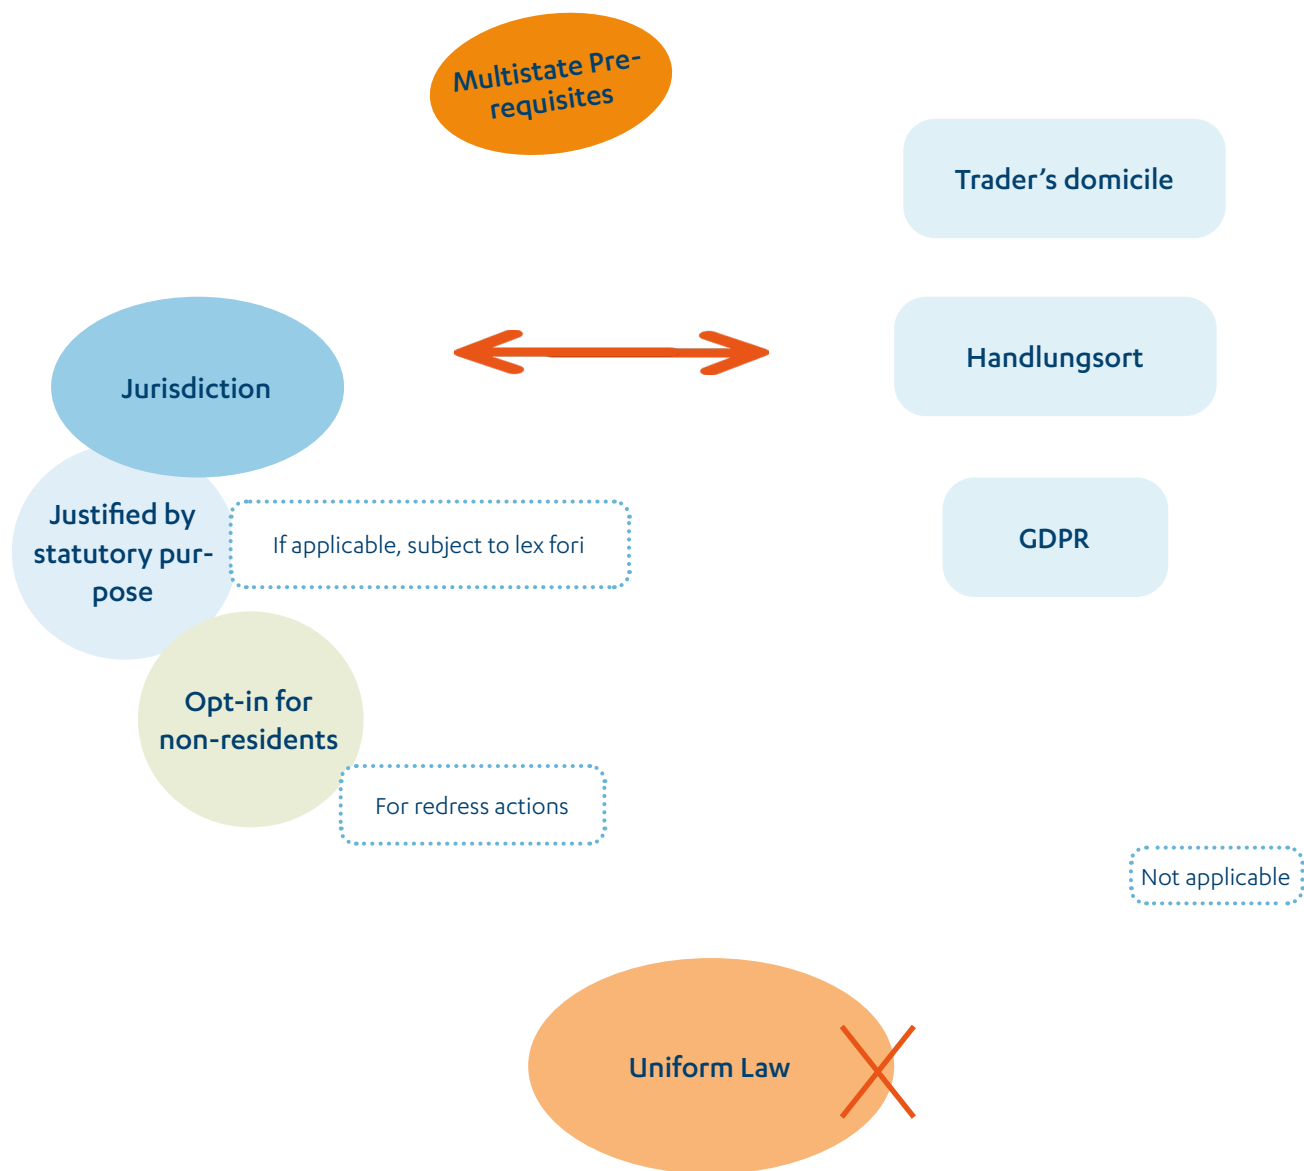 Multistate Pre-
requisites
Trader’s domicile
Handlungsort
Jurisdiction
Justified by
statutory pur-
pose
If applicable, subject to lex fori
GDPR
Opt-in for
non-residents
For redress actions
Not applicable
Uniform Law